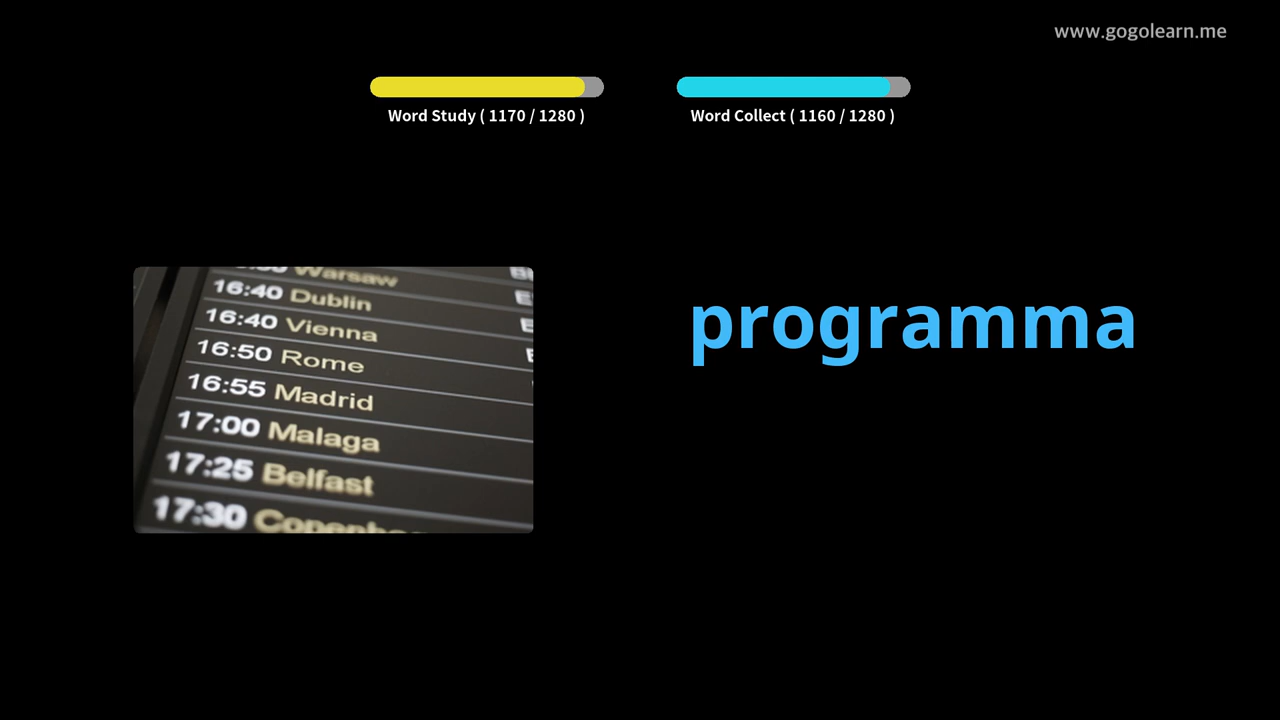 www.gogolearn.me
Word Study ( 1170 / 1280 )
Word Collect ( 1160 / 1280 )
programma
Warsaw
16:40 Dublin
16:40 Vienna
16:50 Rome
16:55 Madrid
17:00 Malaga
17:25 Belfast
17:30